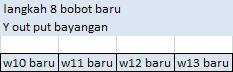 langkah 8 bobot baru
Y out put bayangan
w10 baru w11 baru w12 baru w13 baru